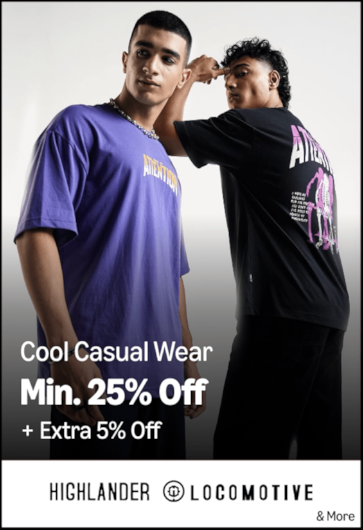 ATTENTION
ATTENTION
Cool Casual Wear
Min. 25% Off
+ Extra 5% Off
HIGHLANDER LOCOMOTIVE
& More